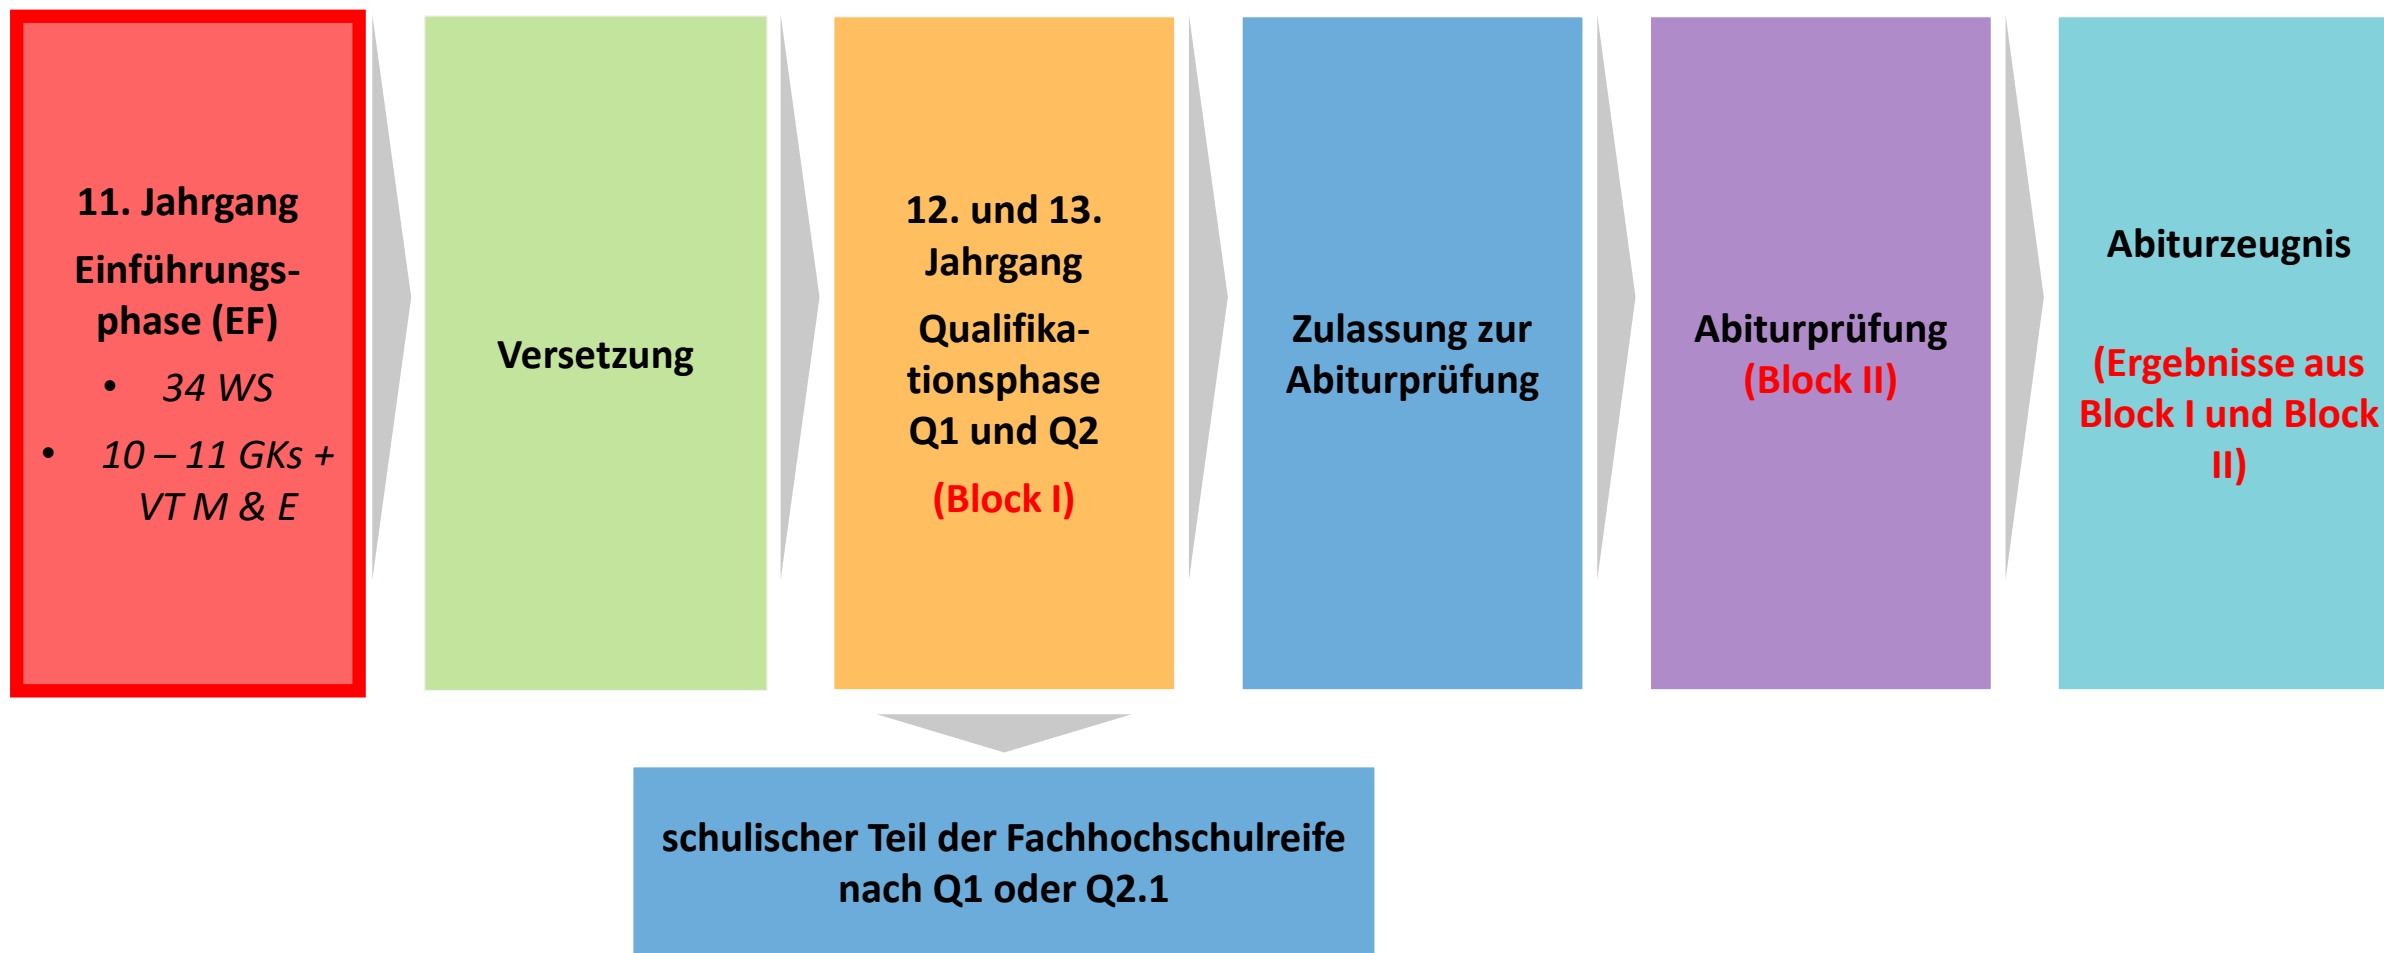 11. Jahrgang
Einführungs-
phase (EF)
• 34 WS
• 10 – 11 GKs +
VT M & E
Versetzung
12. und 13.
Jahrgang
Qualifika-
tionsphase
Q1 und Q2
(Block I)
Zulassung zur
Abiturprüfung
Abiturprüfung
(Block II)
Abiturzeugnis
(Ergebnisse aus
Block I und Block
II)
schulischer Teil der Fachhochschulreife
nach Q1 oder Q2.1